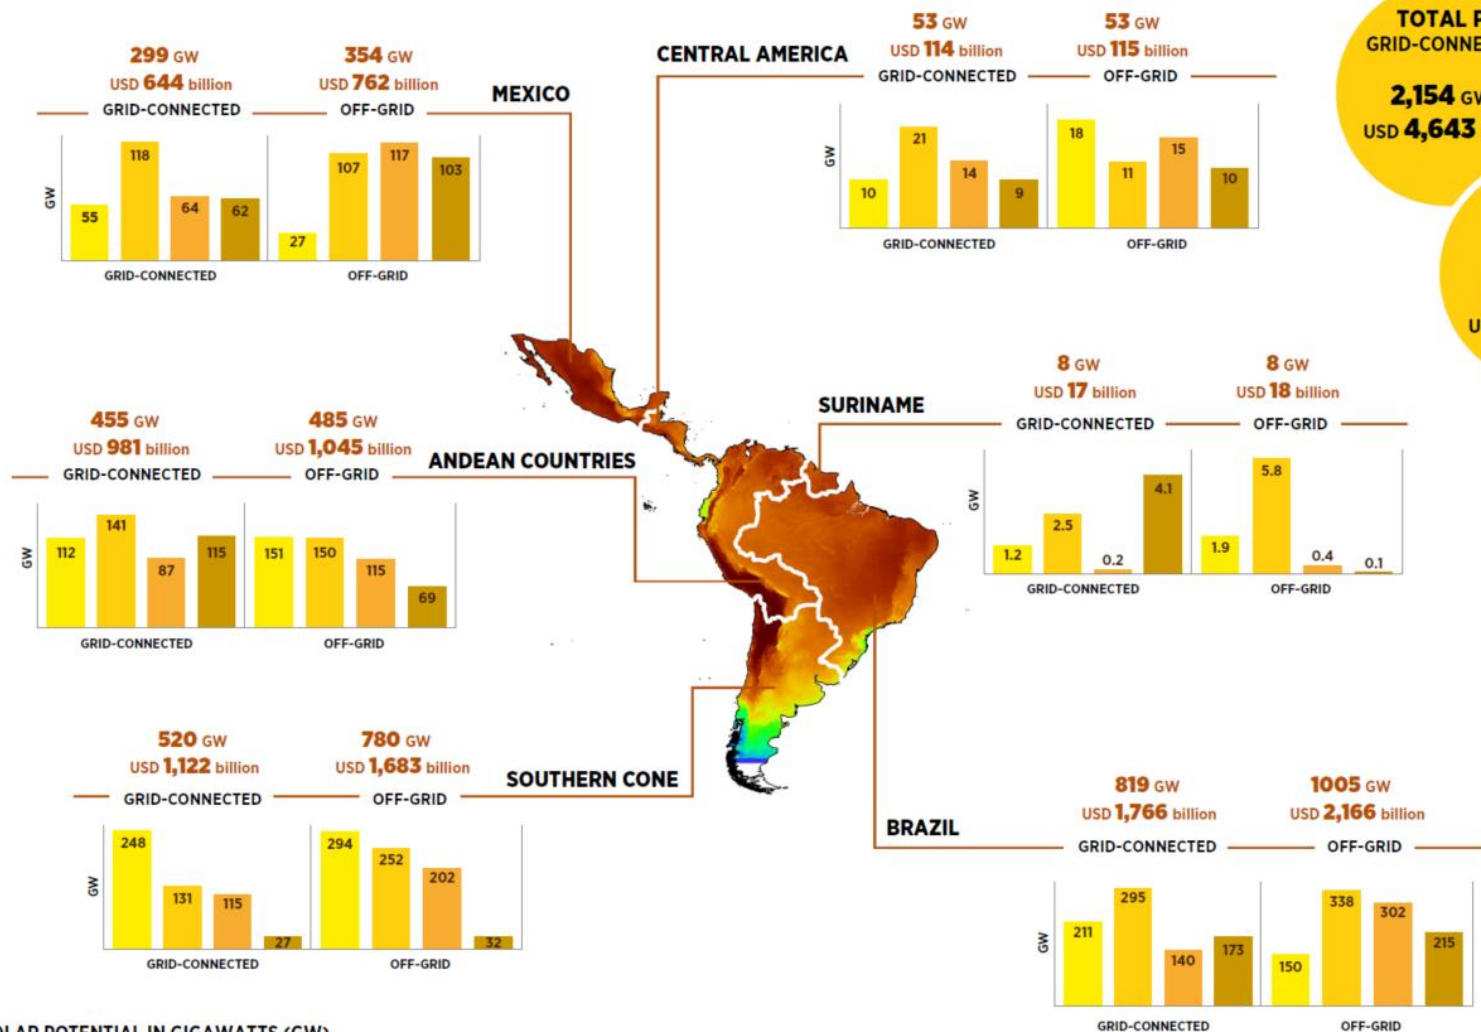 TOTAL
GRID-CONNE
2,154 GW
USD 4,643
U
299 GW
USD 644 billion
GRID-CONNECTED
354 GW
USD 762 billion
OFF-GRID
MEXICO
GW
55
118
64
62
27
107
117
103
GRID-CONNECTED
OFF-GRID
CENTRAL AMERICA
53 GW
USD 114 billion
GRID-CONNECTED
53 GW
USD 115 billion
OFF-GRID
GW
10
21
14
9
18
11
15
10
GRID-CONNECTED
OFF-GRID
455 GW
USD 981 billion
GRID-CONNECTED
485 GW
USD 1,045 billion
OFF-GRID
ANDEAN COUNTRIES
GW
112
141
87
115
151
150
115
69
GRID-CONNECTED
OFF-GRID
SURINAME
8 GW
USD 17 billion
GRID-CONNECTED
8 GW
USD 18 billion
OFF-GRID
GW
1.2
2.5
0.2
4.1
1.9
5.8
0.4
0.1
GRID-CONNECTED
OFF-GRID
520 GW
USD 1,122 billion
GRID-CONNECTED
780 GW
USD 1,683 billion
OFF-GRID
SOUTHERN CONE
GW
248
131
115
27
294
252
202
32
GRID-CONNECTED
OFF-GRID
BRAZIL
819 GW
USD 1,766 billion
GRID-CONNECTED
1005 GW
USD 2,166 billion
OFF-GRID
GW
211
295
140
173
150
338
302
215
GRID-CONNECTED
OFF-GRID
OLAR POTENTIAL IN GIGAWATTS (GW)